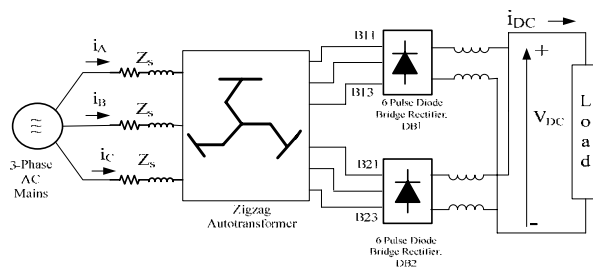 iA
Zs
iB
Zs
iC
Zs
3-Phase
AC
Mains
Zigzag
Autotransformer
B11
B13
6 Pulse Diode
Bridge Rectifier,
DB1
B21
B23
6 Pulse Diode
Bridge Rectifier,
DB2
iDC
+
VDC
-
Load